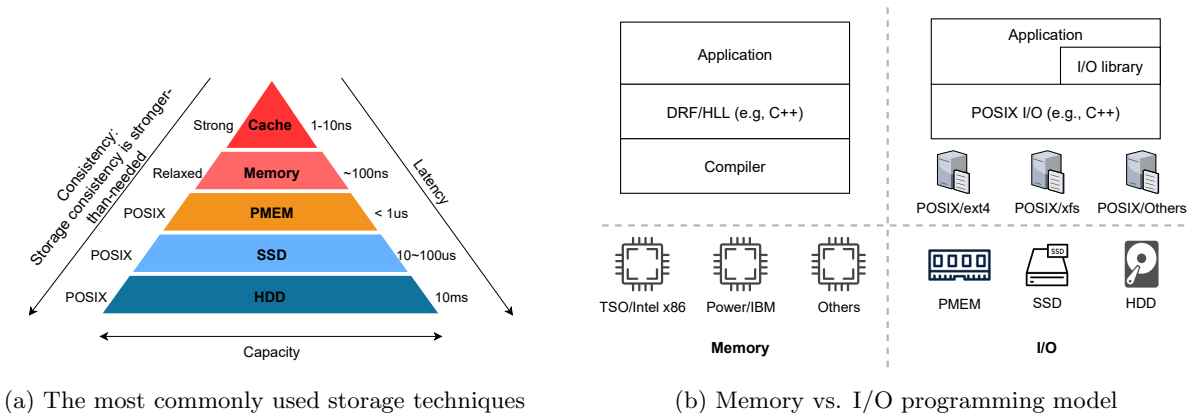 Consistency:
Storage consistency is stronger-
than-needed
Strong
Cache
1-10ns
Relaxed
Memory
~100ns
POSIX
PMEM
< 1us
POSIX
SSD
10~100us
POSIX
HDD
10ms
Latency
Capacity
(a) The most commonly used storage techniques
Application
DRF/HLL (e.g, C++)
Compiler
TSO/Intel x86
Power/IBM
Others
Memory
Application
I/O library
POSIX I/O (e.g., C++)
POSIX/ext4
POSIX/xfs
POSIX/Others
SSD
PMEM
SSD
HDD
I/O
(b) Memory vs. I/O programming model